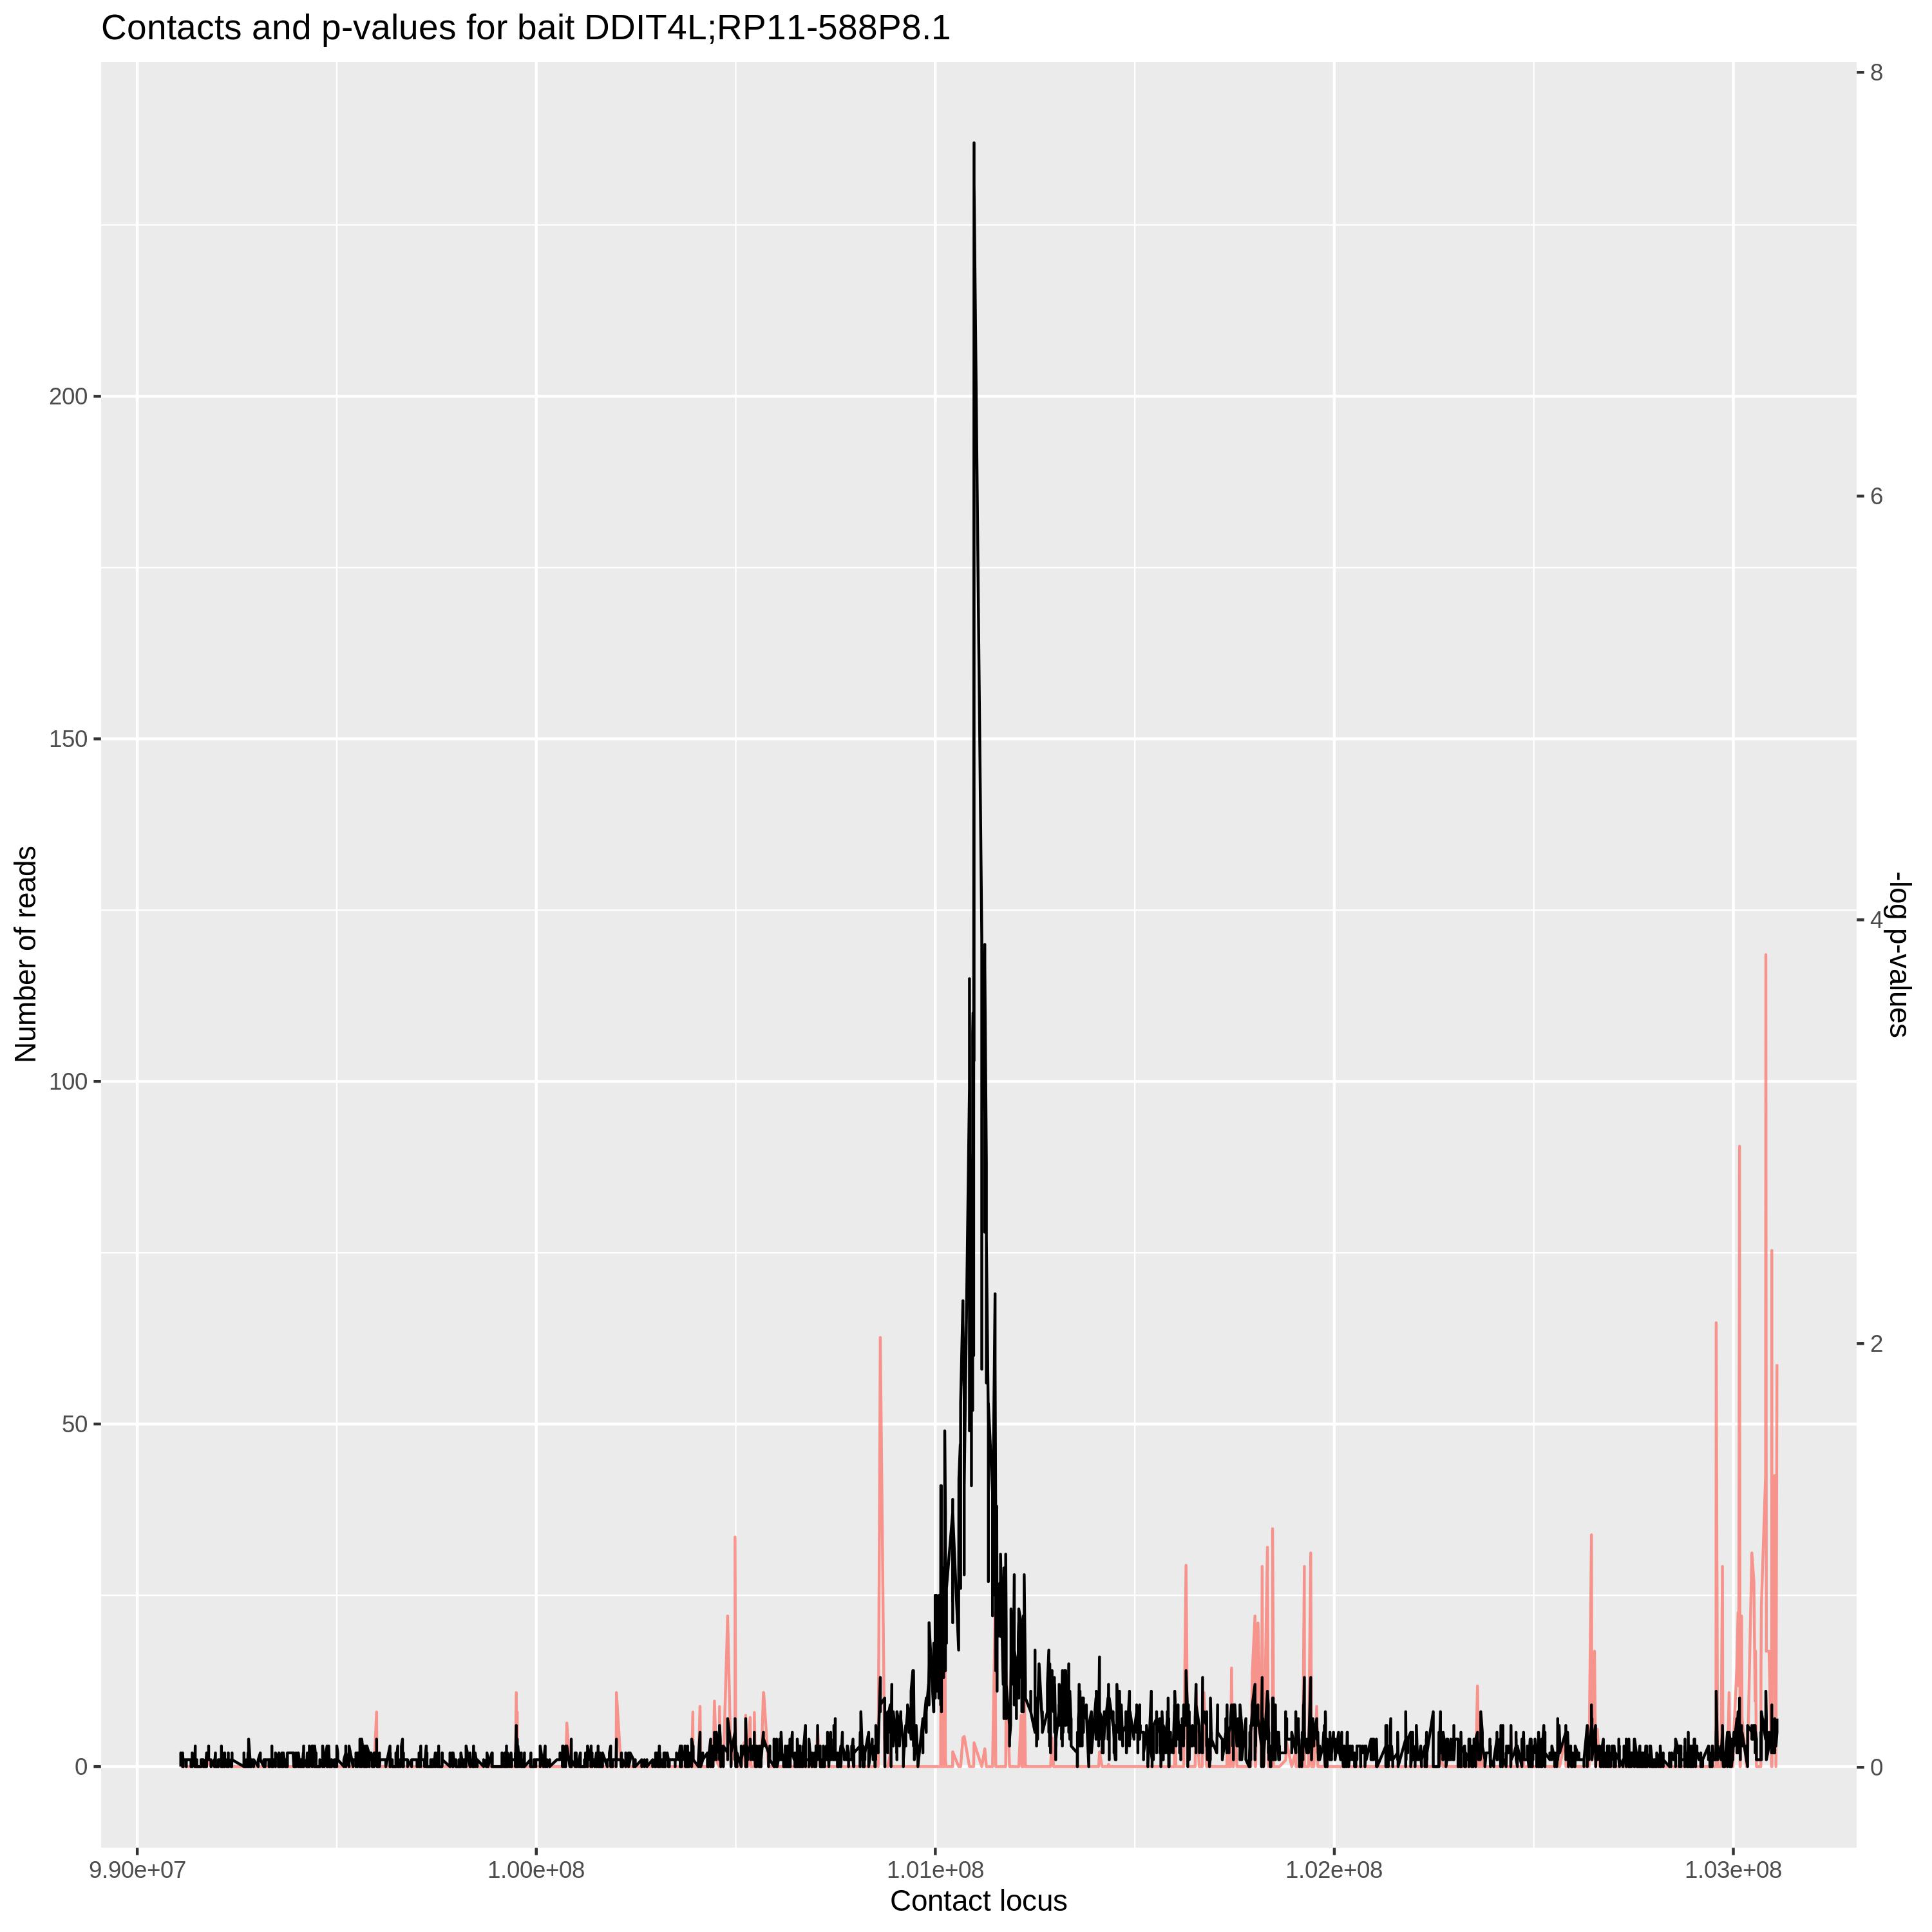 Contacts and p-values for bait DDIT4L;RP11-588P8.1
Number of reads
200
150
100
50
0
8
6
4
2
0
-log p-values
9.90e+07 1.00e+08 1.01e+08 1.02e+08 1.03e+08
Contact locus